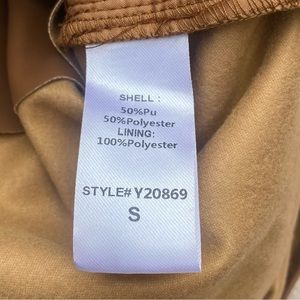 SHELL :
50%Pu
50%Polyester
LINING:
100%Polyester
STYLE# Y20869
S